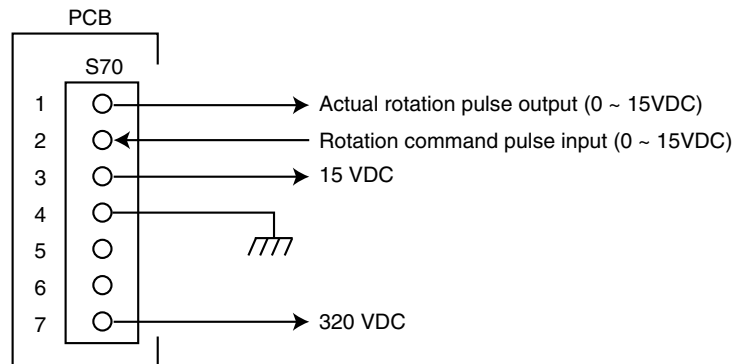 PCB
S70
1 Actual rotation pulse output (0 ~ 15VDC)
2 Rotation command pulse input (0 ~ 15VDC)
3 15 VDC
4
5
6
7 320 VDC